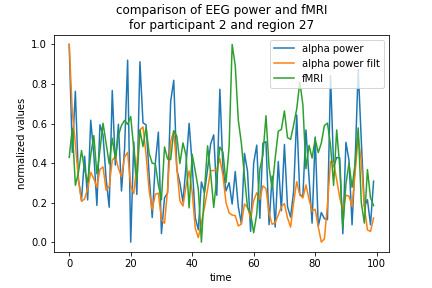 comparison of EEG power and fMRI
for participant 2 and region 27
alpha power
alpha power filt
fMRI
normalized values
1.0
0.8
0.6
0.4
0.2
0.0
0 20 40 60 80 100
time